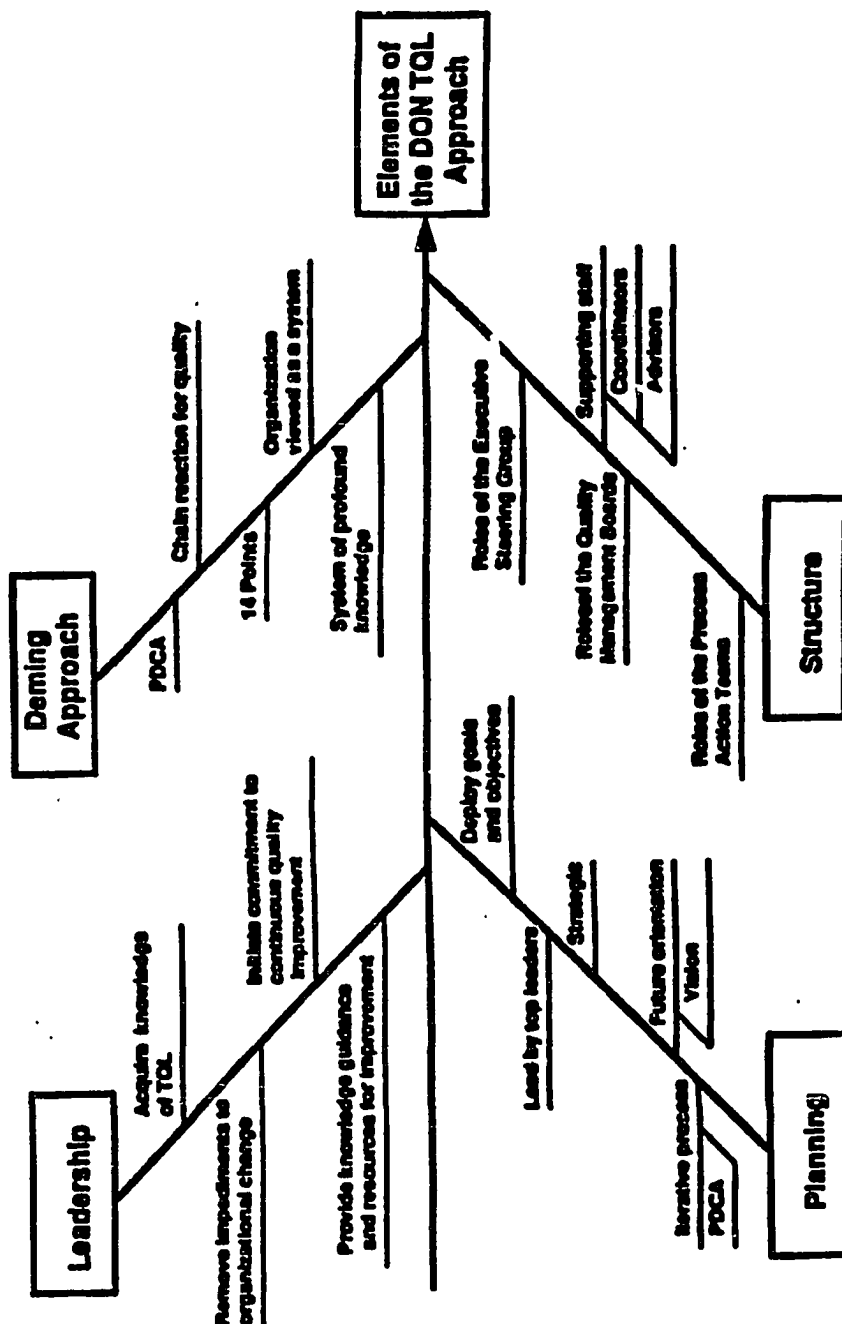 Leadership
Acquire knowledge
of TQL
Remove impediments to
organizational change
Initiate commitment to
continuous quality
improvement
Provide knowledge guidance
and resources for improvement
Deming
Approach
PDCA
Chain reaction for quality
14 Points
Organization
viewed as a system
System of profound
knowledge
Elements of
the DON TQL
Approach
Planning
Iterative process
PDCA
Future orientation
Vision
Strategic
Lead by top leaders
Deploy goals
and objectives
Structure
Roles of the Process
Action Teams
Roles of the Quality
Management Boards
Supporting staff
Coordinators
Advisors
Roles of the Executive
Steering Group